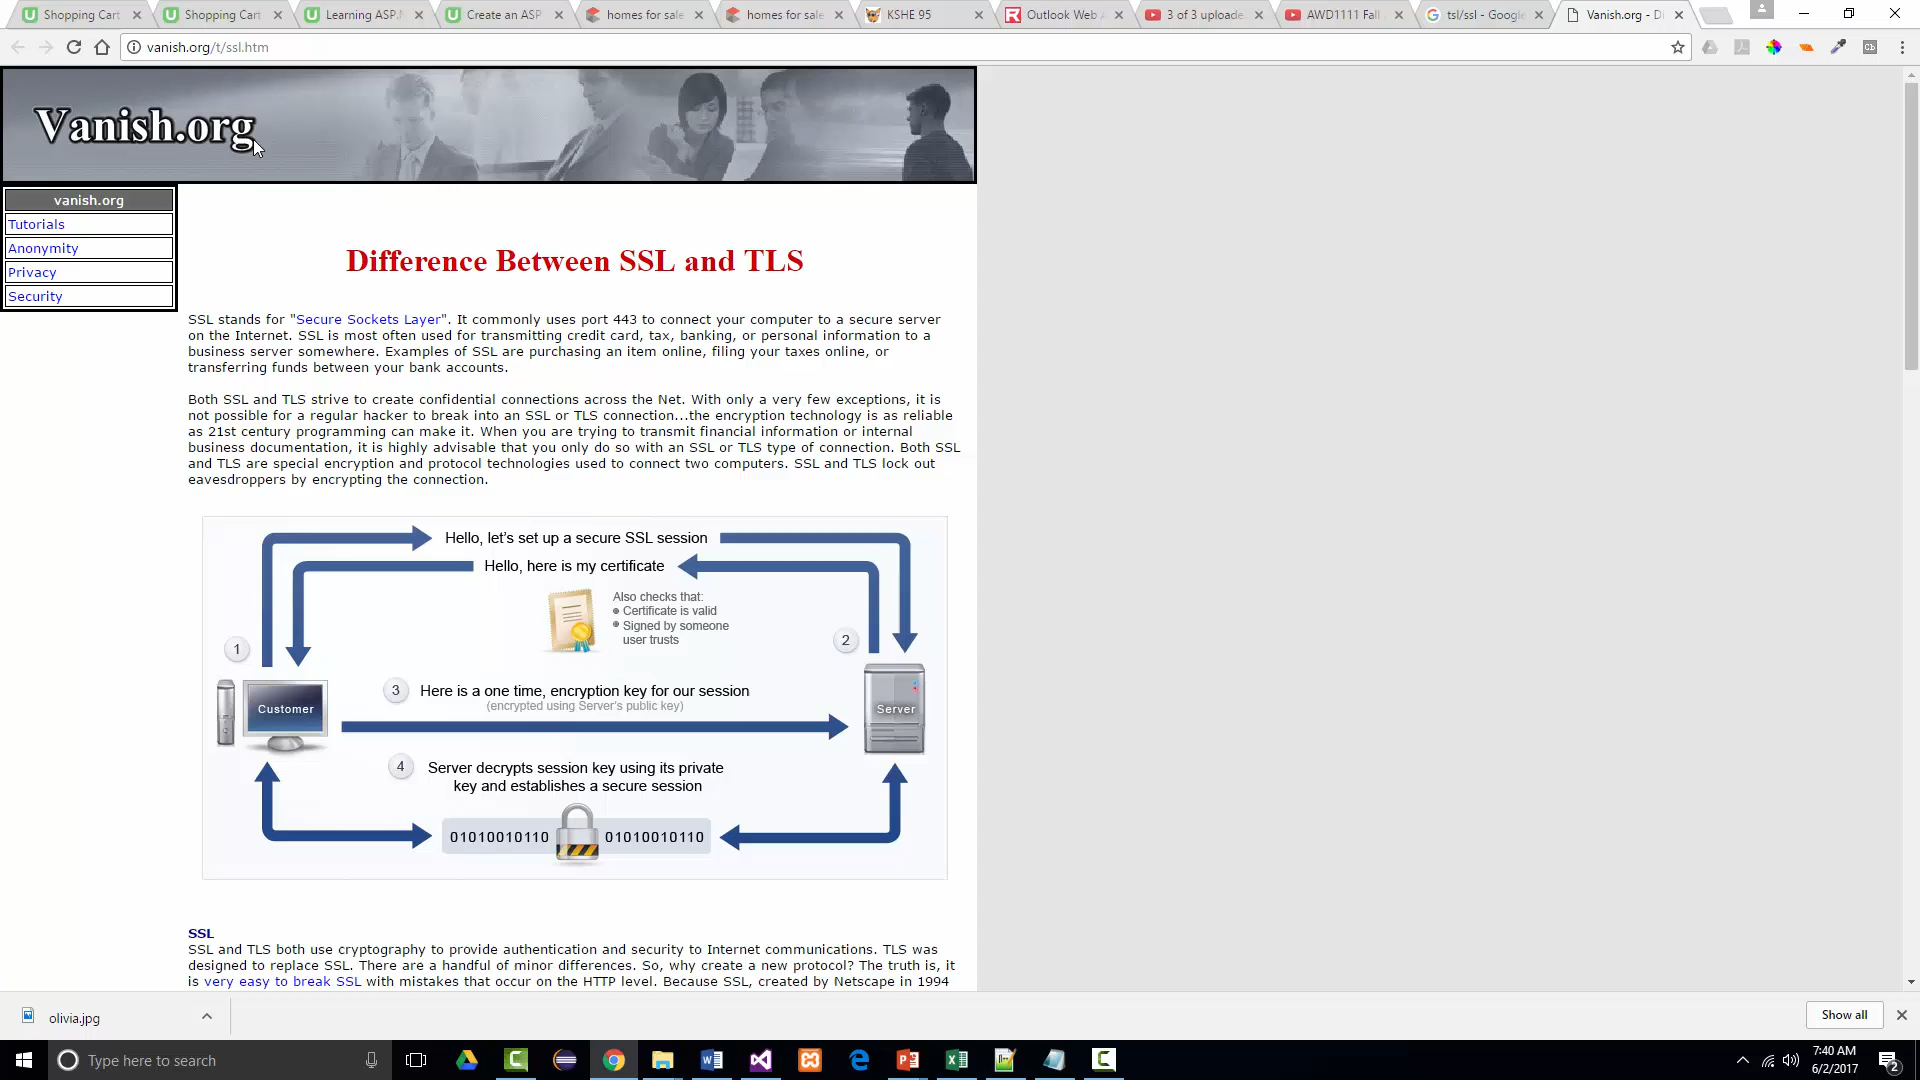 Shopping Cart
Shopping Cart
Learning ASP.
Create an ASP
homes for sale
homes for sale
KSHE 95
Outlook Web
3 of 3 uploade
AWD1111 Fall
tsl/ssl - Google
Vanish.org - D
vanish.org/t/ssl.htm
Vanish.org
vanish.org
Tutorials
Anonymity
Privacy
Security
Difference Between SSL and TLS
SSL stands for "Secure Sockets Layer". It commonly uses port 443 to connect your computer to a secure server
on the Internet. SSL is most often used for transmitting credit card, tax, banking, or personal information to a
business server somewhere. Examples of SSL are purchasing an item online, filing your taxes online, or
transferring funds between your bank accounts.
Both SSL and TLS strive to create confidential connections across the Net. With only a very few exceptions, it is
not possible for a regular hacker to break into an SSL or TLS connection...the encryption technology is as reliable
as 21st century programming can make it. When you are trying to transmit financial information or internal
business documentation, it is highly advisable that you only do so with an SSL or TLS type of connection. Both SSL
and TLS are special encryption and protocol technologies used to connect two computers. SSL and TLS lock out
eavesdroppers by encrypting the connection.
Hello, let's set up a secure SSL session
Hello, here is my certificate
Also checks that:
Certificate is valid
Signed by someone
user trusts
1
2
Customer
Server
3 Here is a one time, encryption key for our session
(encrypted using Server's public key)
4 Server decrypts session key using its private
key and establishes a secure session
01010010110 01010010110
SSL
SSL and TLS both use cryptography to provide authentication and security to Internet communications. TLS was
designed to replace SSL. There are a handful of minor differences. So, why create a new protocol? The truth is, it
is very easy to break SSL with mistakes that occur on the HTTP level. Because SSL, created by Netscape in 1994
olivia.jpg
Show all
Type here to search
7:40 AM
6/2/2017
2